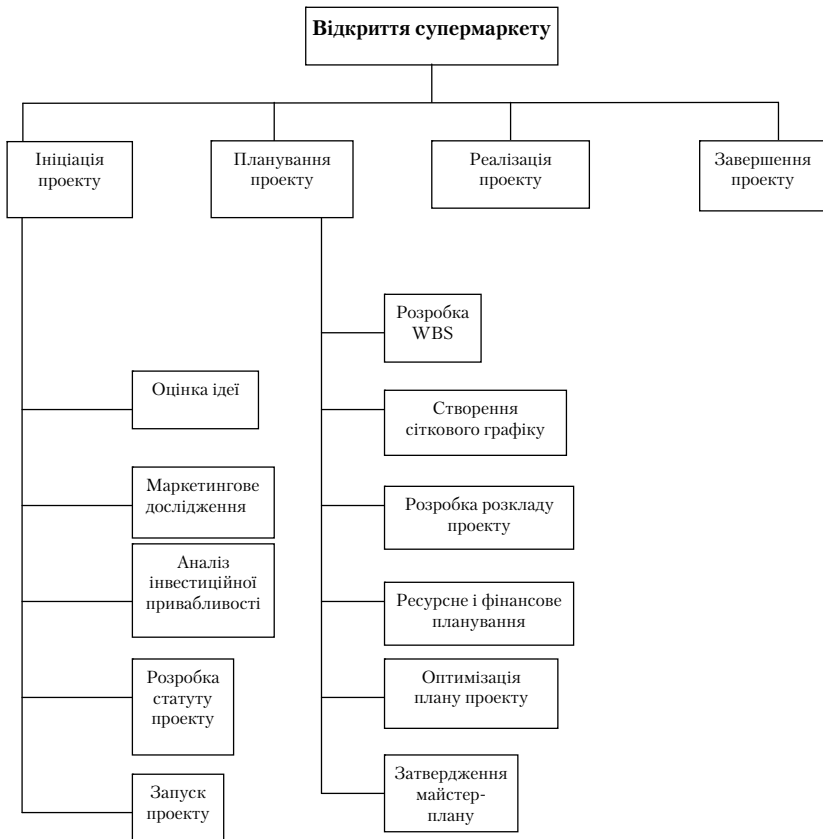 Відкриття супермаркету
Ініціація
проекту
Планування
проекту
Реалізація
проекту
Завершення
проекту
Оцінка ідеї
Маркетингове
дослідження
Аналіз
інвестиційної
привабливості
Розробка
статуту
проекту
Запуск
проекту
Розробка
WBS
Створення
сіткового графіку
Розробка розкладу
проекту
Ресурсне і фінансове
планування
Оптимізація
плану проекту
Затвердження
майстер-
плану